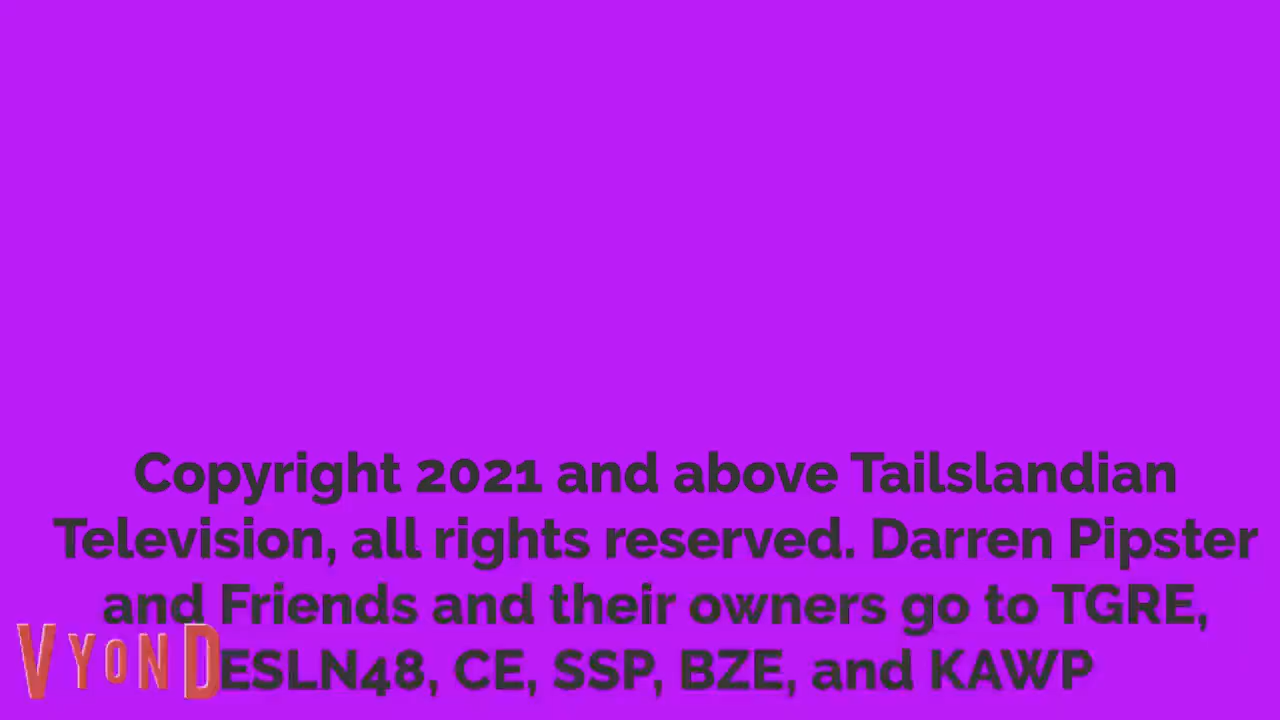 Copyright 2021 and above Tailslandian
Television, all rights reserved. Darren Pipster
and Friends and their owners go to TGRE,
ESLN48, CE, SSP, BZE, and KAWP
VYOND